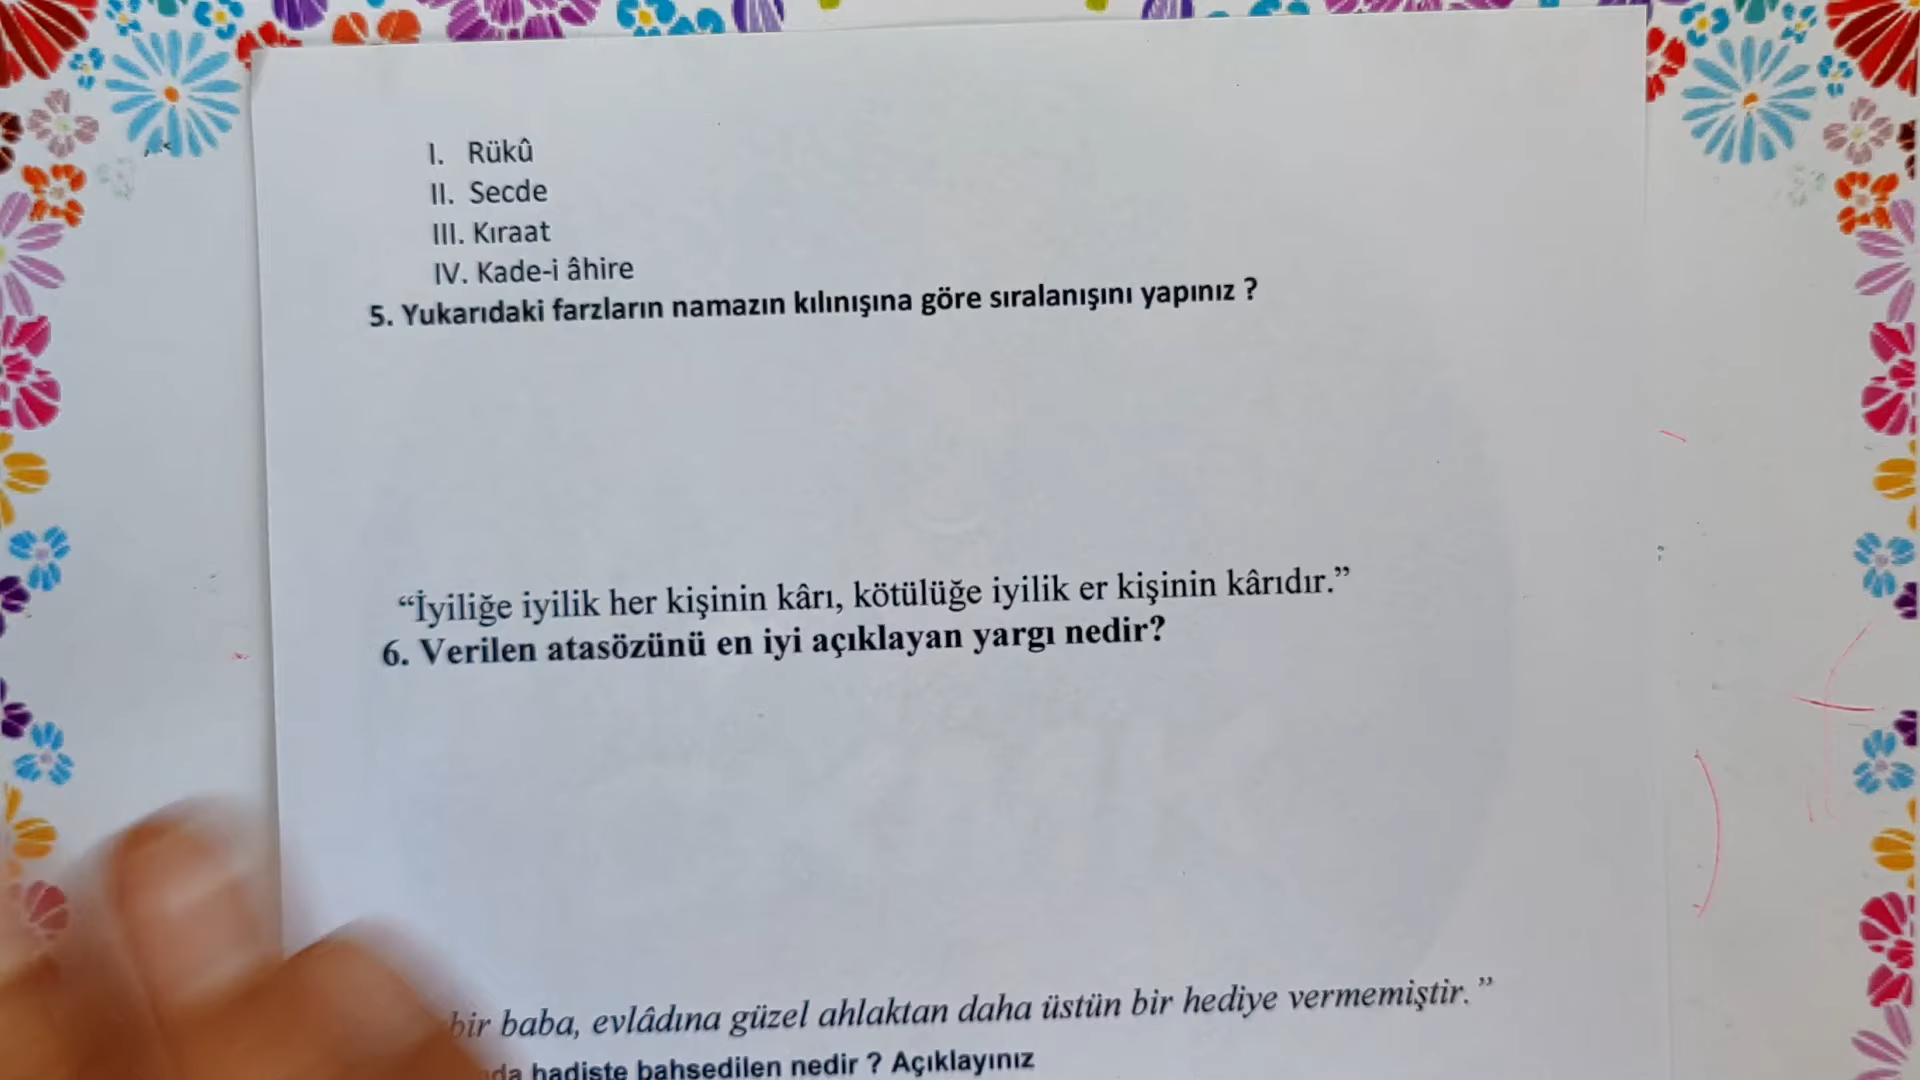 I. Rükû
II. Secde
III. Kıraat
IV. Kade-i âhire
5. Yukarıdaki farzların namazın kılınışına göre sıralanışını yapınız ?
“İyiliğe iyilik her kişinin kârı, kötülüğe iyilik er kişinin kârıdır.”
6. Verilen atasözünü en iyi açıklayan yargı nedir?
bir baba, evlâdına güzel ahlaktan daha üstün bir hediye vermemiştir.”
hadiste bahsedilen nedir ? Açıklayınız